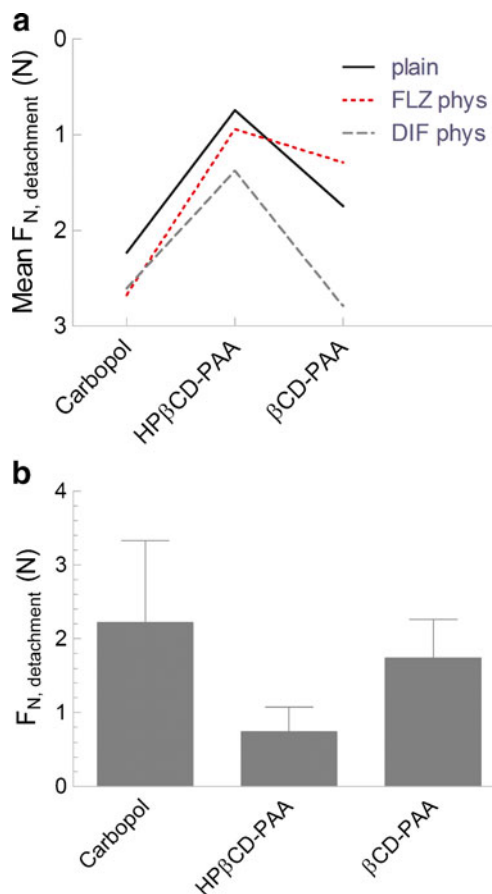 a
0
1
2
3
Mean F_N, detachment (N)
plain
FLZ phys
DIF phys
Carbopol
HPβCD-PAA
βCD-PAA
b
4
3
2
1
0
F_N, detachment (N)
Carbopol
HPβCD-PAA
βCD-PAA